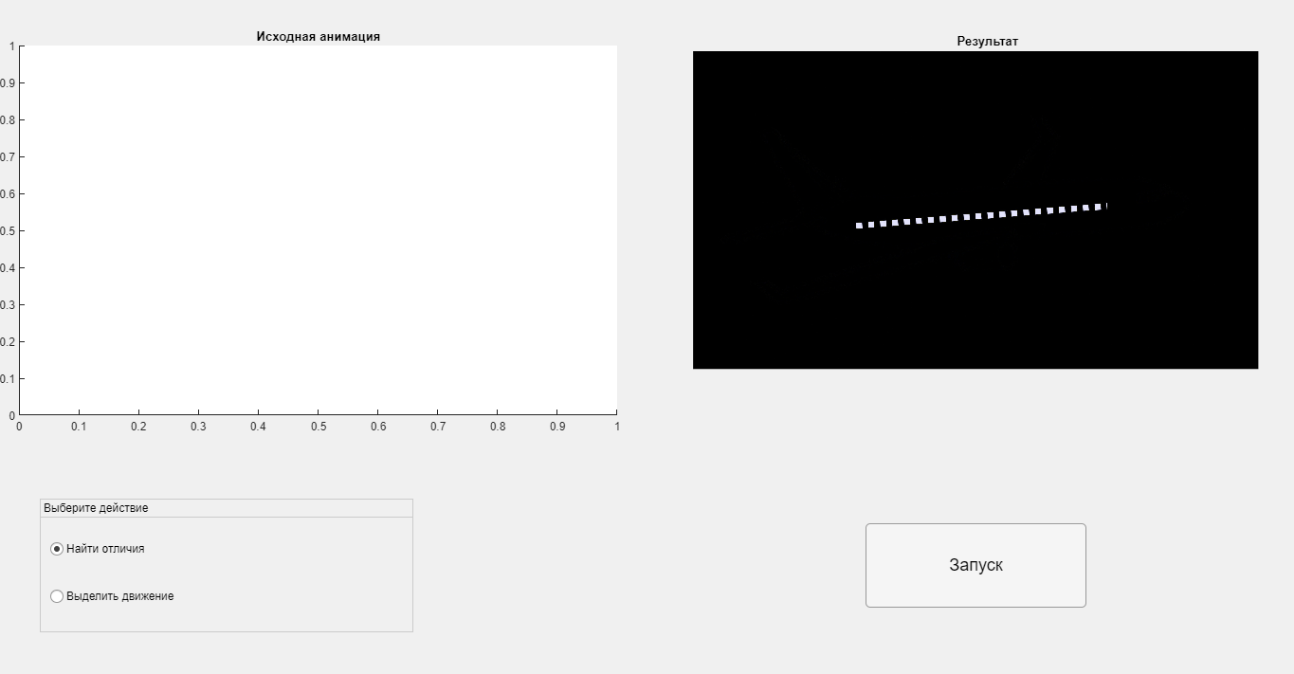 Исходная анимация
1
0.9
0.8
0.7
0.6
0.5
0.4
0.3
0.2
0.1
0
0 0.1 0.2 0.3 0.4 0.5 0.6 0.7 0.8 0.9 1
Результат
Выберите действие
Найти отличия
Выделить движение
Запуск